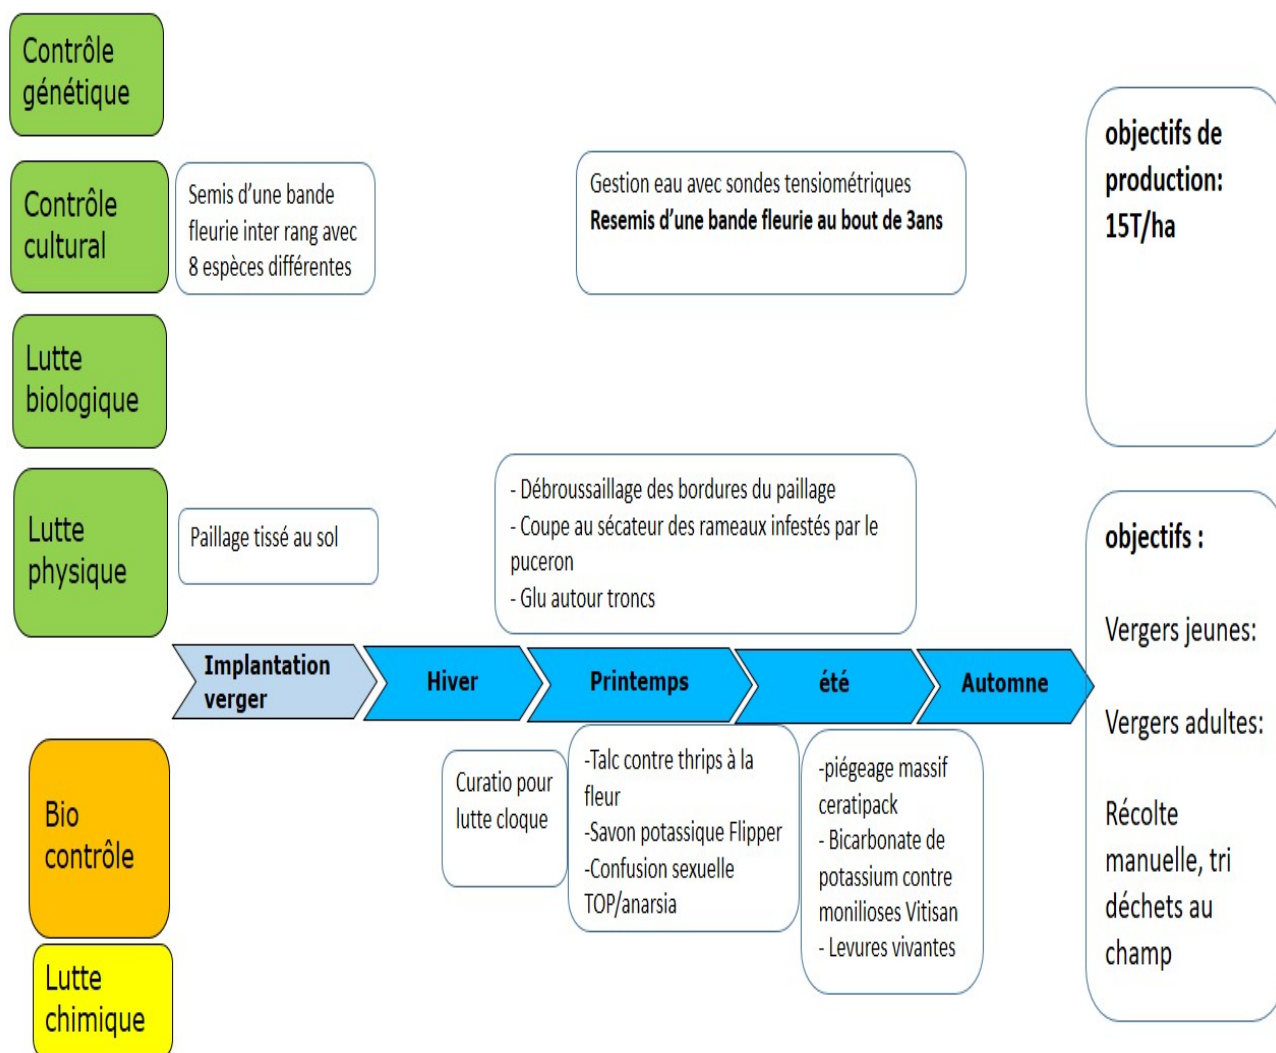 Contrôle
génétique
Contrôle
cultural
Semis d’une bande
fleurie inter rang avec
8 espèces différentes
Gestion eau avec sondes tensiométriques
Resemis d’une bande fleurie au bout de 3ans
objectifs de
production:
15T/ha
Lutte
biologique
Lutte
physique
Paillage tissé au sol
- Débroussaillage des bordures du paillage
- Coupe au sécateur des rameaux infestés par le
puceron
- Glu autour troncs
Implantation
verger
Hiver
Printemps
été
Automne
objectifs :
Vergers jeunes:
Vergers adultes:
Récolte
manuelle, tri
déchets au
champ
Bio
contrôle
Curatio pour
lutte cloque
-Talc contre thrips à la
fleur
-Savon potassique Flipper
-Confusion sexuelle
TOP/anarsia
-piégeage massif
ceratipack
- Bicarbonate de
potassium contre
monilioses Vitisan
- Levures vivantes
Lutte
chimique